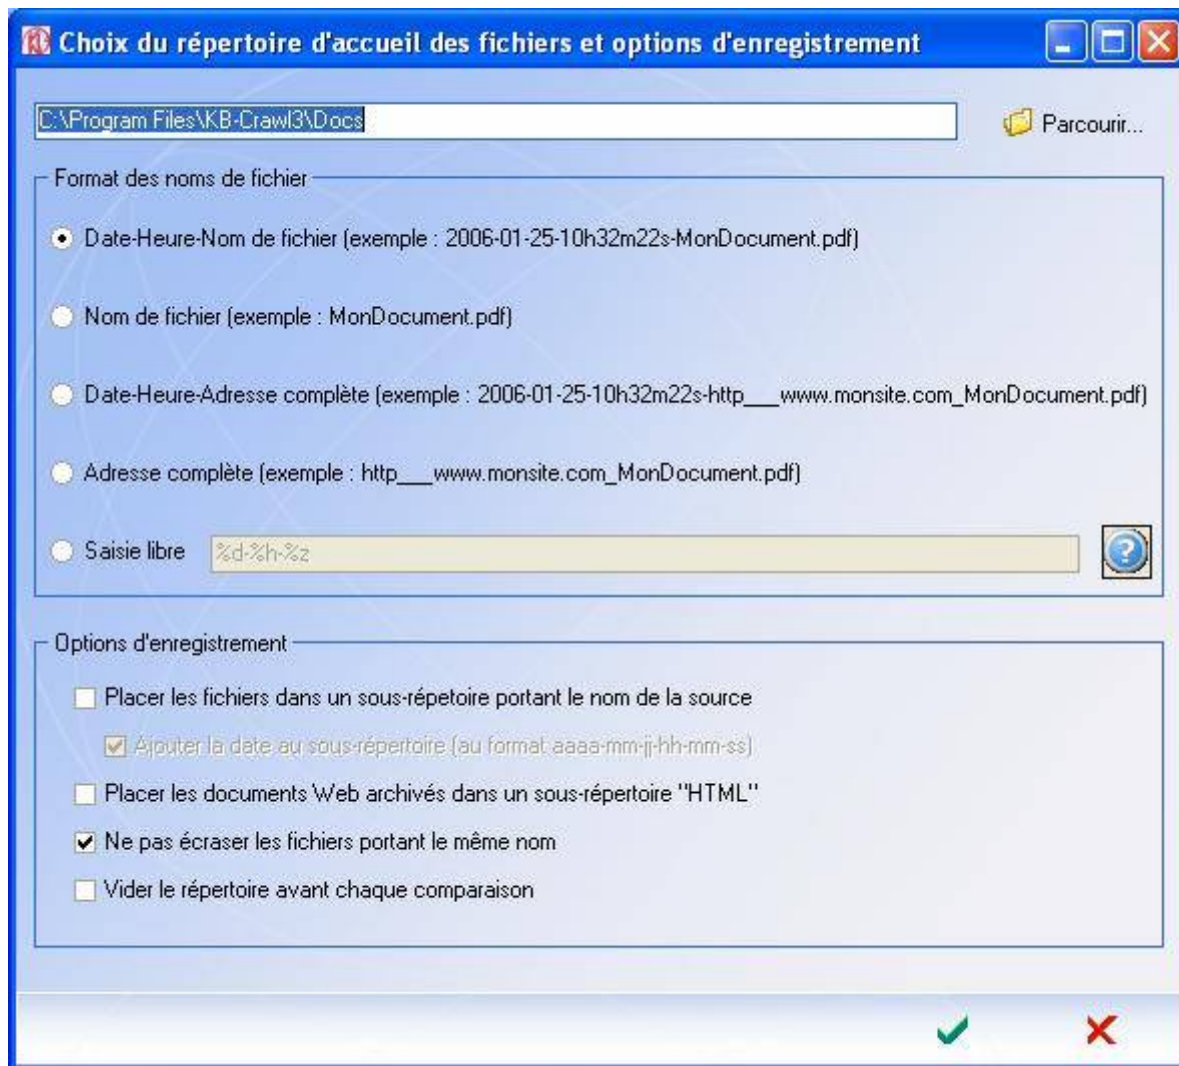 Choix du répertoire d'accueil des fichiers et options d'enregistrement
C:\Program Files\KB-Crawl3\Docs
Parcourir...
Format des noms de fichier
Date-Heure-Nom de fichier (exemple : 2006-01-25-10h32m22s-MonDocument.pdf)
Nom de fichier (exemple : MonDocument.pdf)
Date-Heure-Adresse complète (exemple : 2006-01-25-10h32m22s-http___www.monsite.com_MonDocument.pdf)
Adresse complète (exemple : http___www.monsite.com_MonDocument.pdf)
Saisie libre %d-%h-%z ?
Options d'enregistrement
Placer les fichiers dans un sous-répetoire portant le nom de la source
Ajouter la date au sous-répertoire (au format aaaa-mm-jj-hh-mm-ss)
Placer les documents Web archivés dans un sous-répertoire "HTML"
Ne pas écraser les fichiers portant le même nom
Vider le répertoire avant chaque comparaison